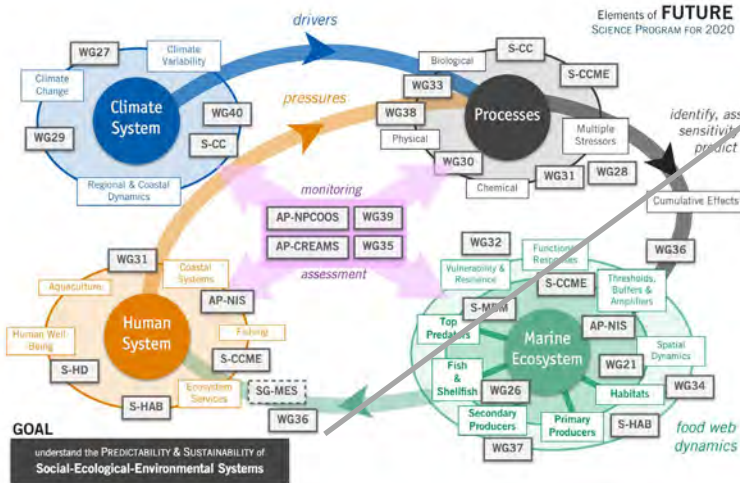 Elements of FUTURE
SCIENCE PROGRAM FOR 2020
drivers
WG27
Climate
Variability
Climate
Change
Climate
System
WG40
WG29
S-CC
Regional & Coastal
Dynamics
pressures
Biological
S-CC
S-CCME
WG33
WG38
Processes
Physical
Multiple
Stressors
WG30
WG31
WG28
Chemical
identify, ass
sensitivity
predict
Cumulative Effects
WG36
monitoring
AP-NPCOOS
WG39
AP-CREAMS
WG35
assessment
WG31
Aquaculture
Coastal Systems
AP-NIS
Human
System
Human Well-
Being
Fishing
S-CCME
S-HD
Ecosystem
Services
S-HAB
SG-MES
WG36
WG32
Functional
Responses
Vulnerability &
Resilience
S-CCME
Thresholds,
Buffers &
Amplifiers
S-MBM
AP-NIS
Top
Predators
Marine
Ecosystem
Spatial
Dynamics
Fish &
Shellfish
WG21
WG26
Habitats
WG34
Secondary
Producers
Primary
Producers
S-HAB
WG37
food web
dynamics
GOAL
understand the PREDICTABILITY & SUSTAINABILITY of
Social-Ecological-Environmental Systems